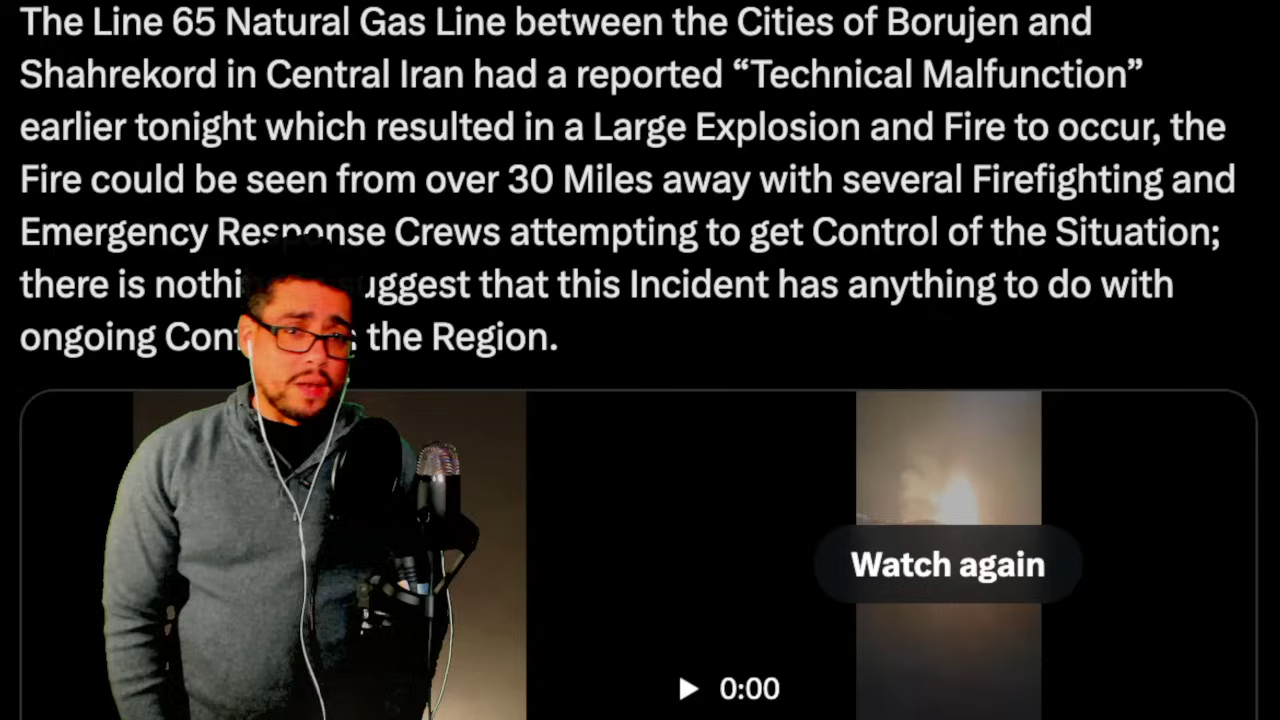 The Line 65 Natural Gas Line between the Cities of Borujen and
Shahrekord in Central Iran had a reported “Technical Malfunction”
earlier tonight which resulted in a Large Explosion and Fire to occur, the
Fire could be seen from over 30 Miles away with several Firefighting and
Emergency Response Crews attempting to get Control of the Situation;
there is suggest that this Incident has anything to do with
ongoing the Region.
Watch again
0:00